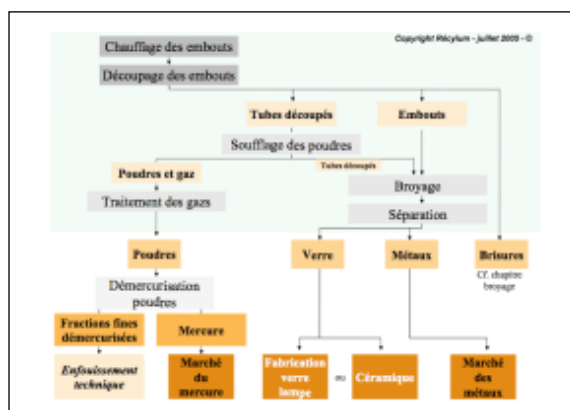 Copyright Récylum - juillet 2005 - ©
Chauffage des embouts
Découpage des embouts
Tubes découpés
Embouts
Soufflage des poudres
Tubes découpés
Poudres et gaz
Broyage
Traitement des gazs
Séparation
Poudres
Verre
Métaux
Brisures
Cf. chapitre
broyage
Démercurisation
poudres
Fractions fines
démercurisées
Mercure
Enfouissement
technique
Marché
du
mercure
Fabrication
verre
lampe
ou
Céramique
Marché
des
métaux